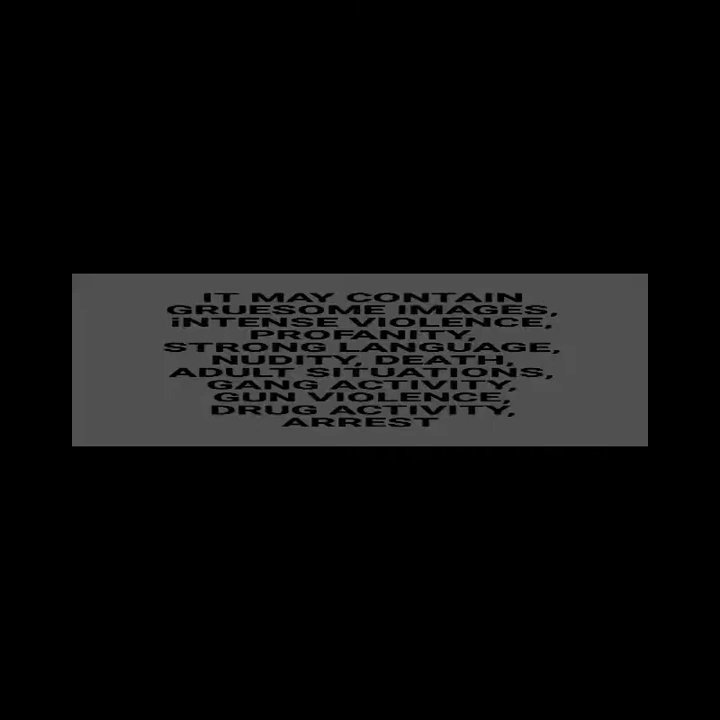 IT MAY CONTAIN
GRUESOME IMAGES,
iNTENSE VIOLENCE,
PROFANITY,
STRONG LANGUAGE,
NUDITY, DEATH,
ADULT SITUATIONS,
GANG ACTIVITY,
GUN VIOLENCE,
DRUG ACTIVITY,
ARREST